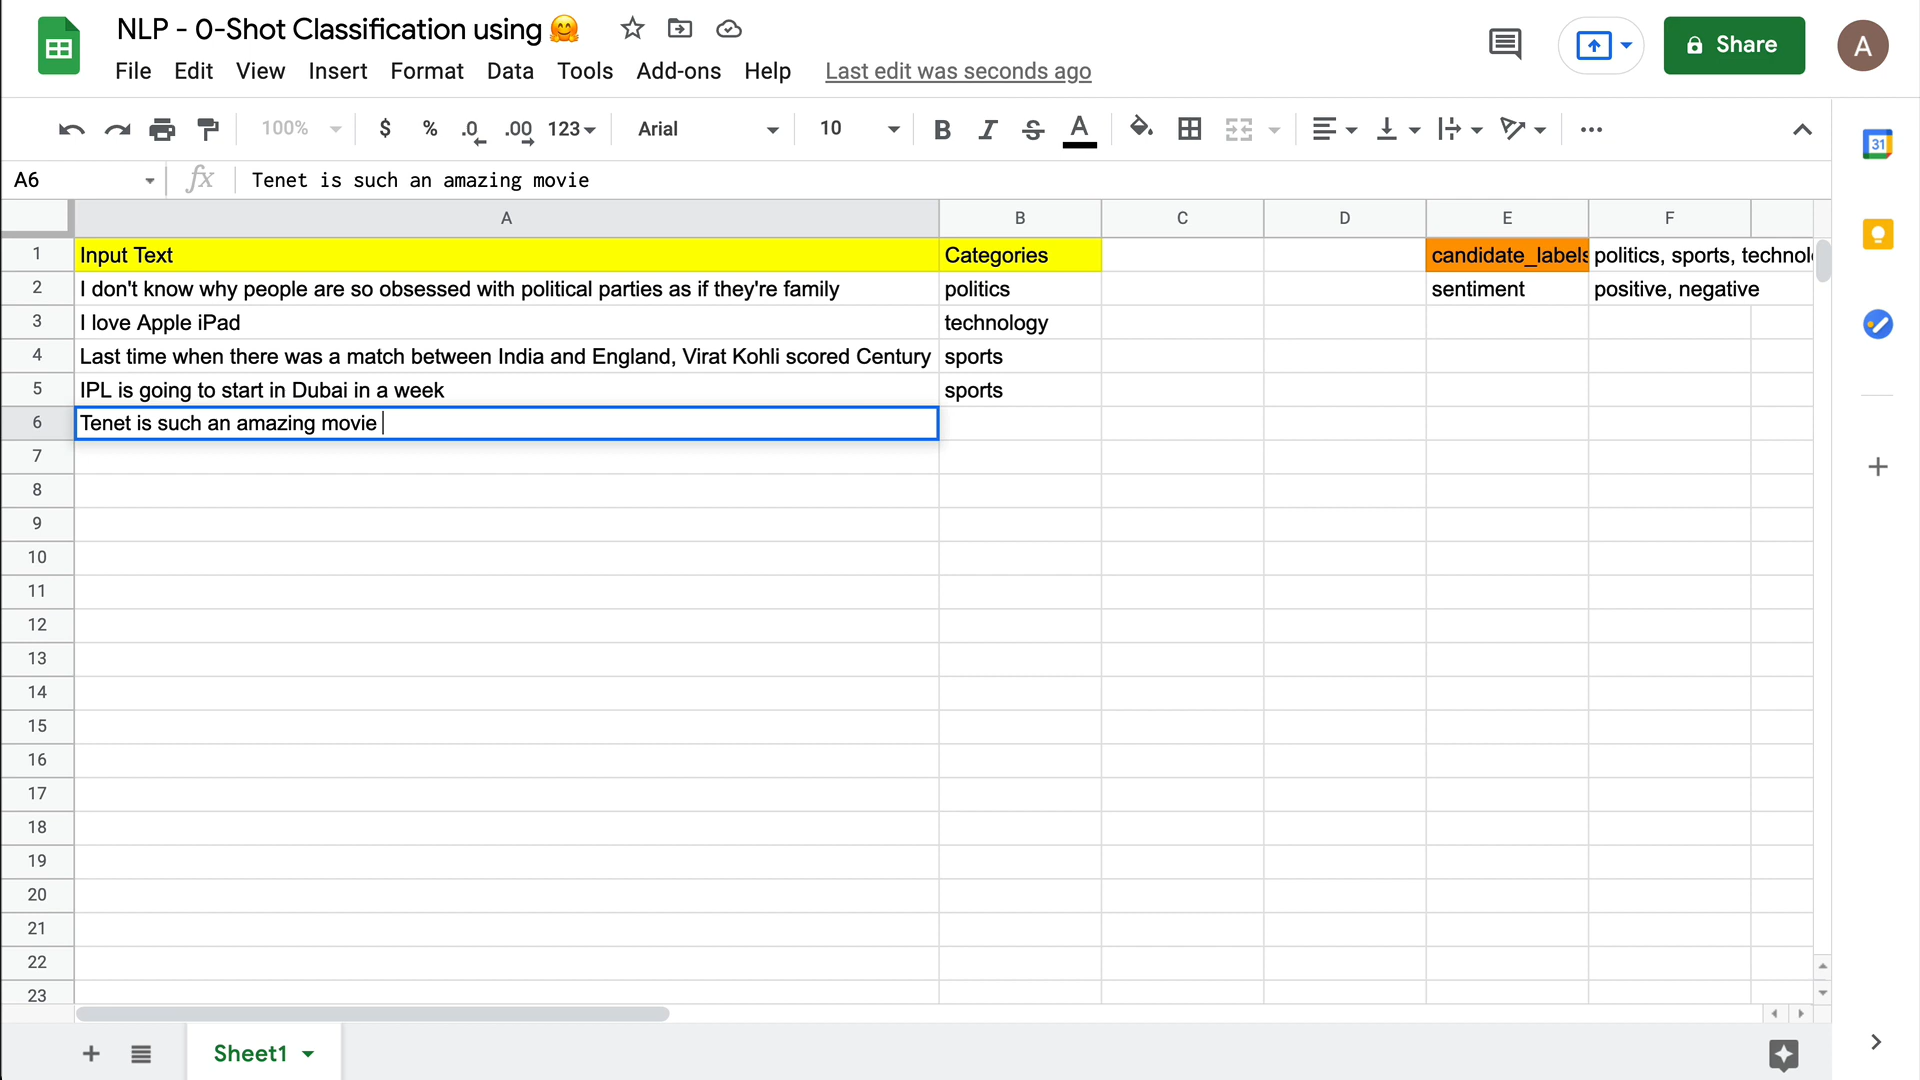 NLP - 0-Shot Classification using 🤗
File Edit View Insert Format Data Tools Add-ons Help Last edit was seconds ago
Share
A
100% $ % .0 .00 123 Arial 10 B I S A
31
A6 fx Tenet is such an amazing movie
A B C D E F
1 Input Text Categories candidate_labels politics, sports, technol
2 I don't know why people are so obsessed with political parties as if they're family politics sentiment positive, negative
3 I love Apple iPad technology
4 Last time when there was a match between India and England, Virat Kohli scored Century sports
5 IPL is going to start in Dubai in a week sports
6 Tenet is such an amazing movie
7
8
9
10
11
12
13
14
15
16
17
18
19
20
21
22
23
Sheet1